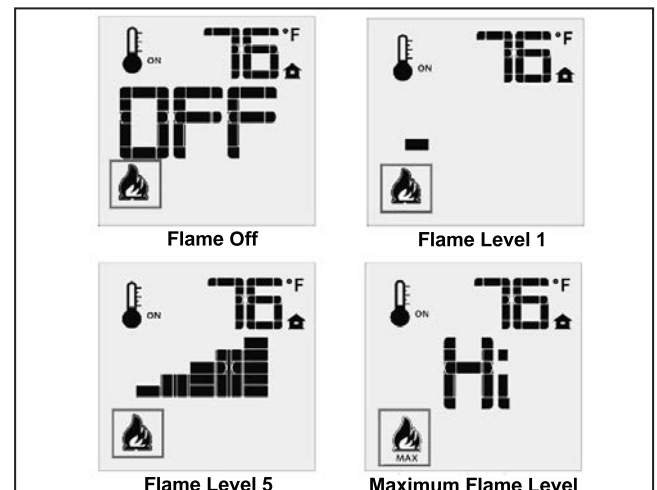 76 °F
ON
OFF
Flame Off
76 °F
ON
Flame Level 1
76 °F
ON
Flame Level 5
76 °F
ON
Hi
MAX
Maximum Flame Level